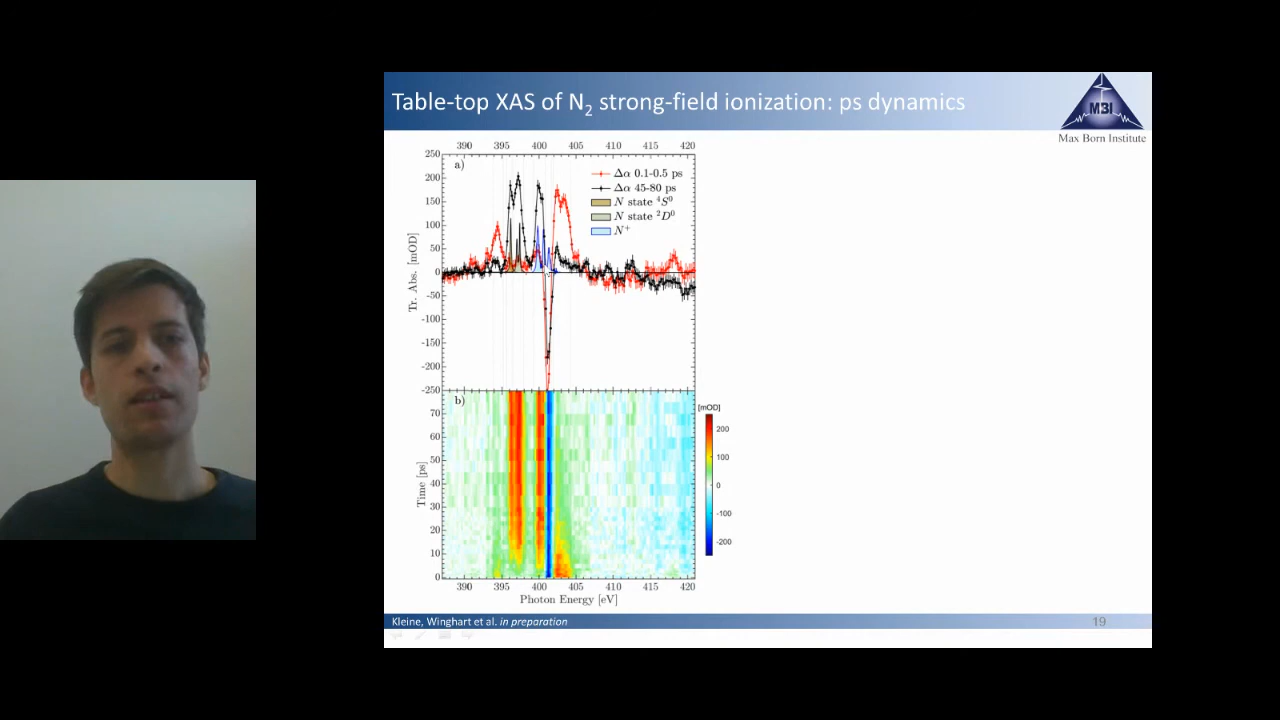 Table-top XAS of N2 strong-field ionization: ps dynamics
MBI
Max Born Institute
390 395 400 405 410 415 420
a)
250
200
150
100
50
0
-50
-100
-150
-200
-250
Tr. Abs. [mOD]
Δα 0.1-0.5 ps
Δα 45-80 ps
N state ⁴S⁰
N state ²D⁰
N⁺
b)
70
60
50
40
30
20
10
0
Time [ps]
390 395 400 405 410 415 420
Photon Energy [eV]
[mOD]
200
100
0
-100
-200
Kleine, Winghart et al. in preparation
19